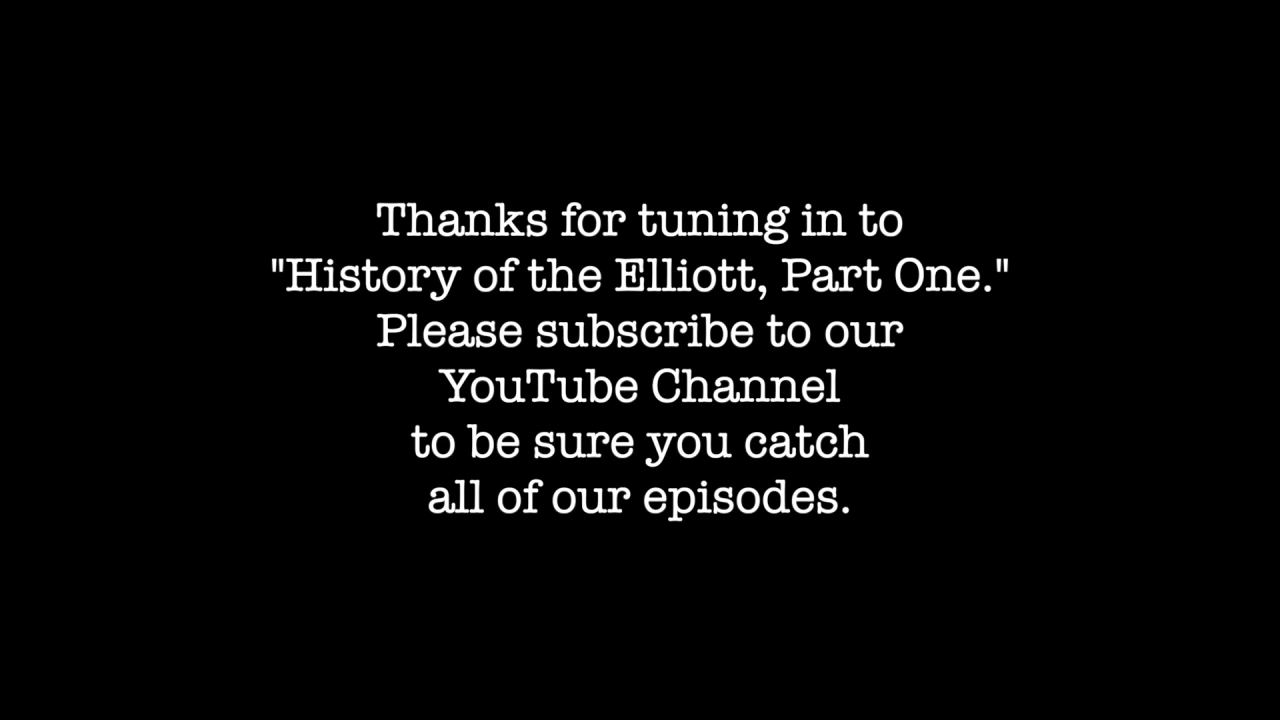 Thanks for tuning in to
"History of the Elliott, Part One."
Please subscribe to our
YouTube Channel
to be sure you catch
all of our episodes.